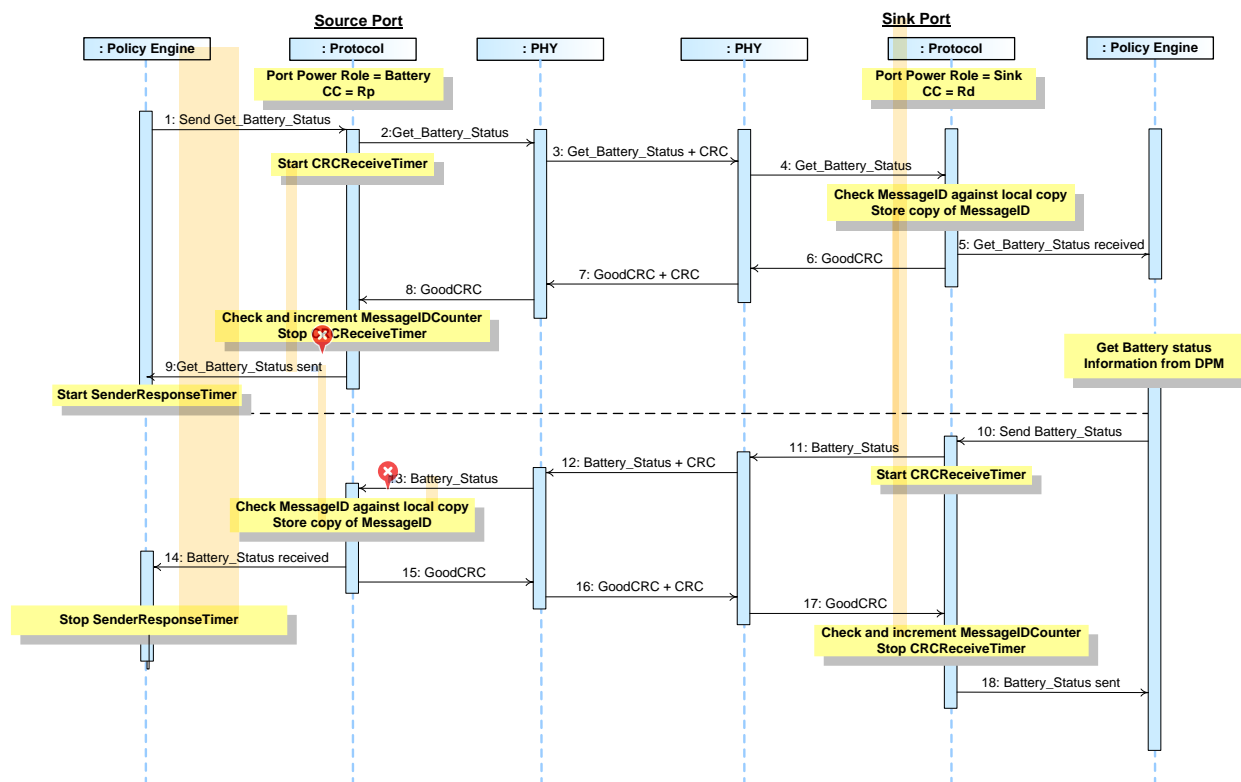 Source Port
Sink Port
: Policy Engine
: Protocol
: PHY
: PHY
: Protocol
: Policy Engine
Port Power Role = Battery
CC = Rp
Port Power Role = Sink
CC = Rd
1: Send Get_Battery_Status
2:Get_Battery_Status
Start CRCReceiveTimer
3: Get_Battery_Status + CRC
4: Get_Battery_Status
Check MessageID against local copy
Store copy of MessageID
5: Get_Battery_Status received
6: GoodCRC
7: GoodCRC + CRC
8: GoodCRC
Check and increment MessageIDCounter
Stop CRCReceiveTimer
9:Get_Battery_Status sent
Start SenderResponseTimer
Get Battery status
Information from DPM
10: Send Battery_Status
11: Battery_Status
Start CRCReceiveTimer
12: Battery_Status + CRC
13: Battery_Status
Check MessageID against local copy
Store copy of MessageID
14: Battery_Status received
15: GoodCRC
16: GoodCRC + CRC
17: GoodCRC
Stop SenderResponseTimer
Check and increment MessageIDCounter
Stop CRCReceiveTimer
18: Battery_Status sent